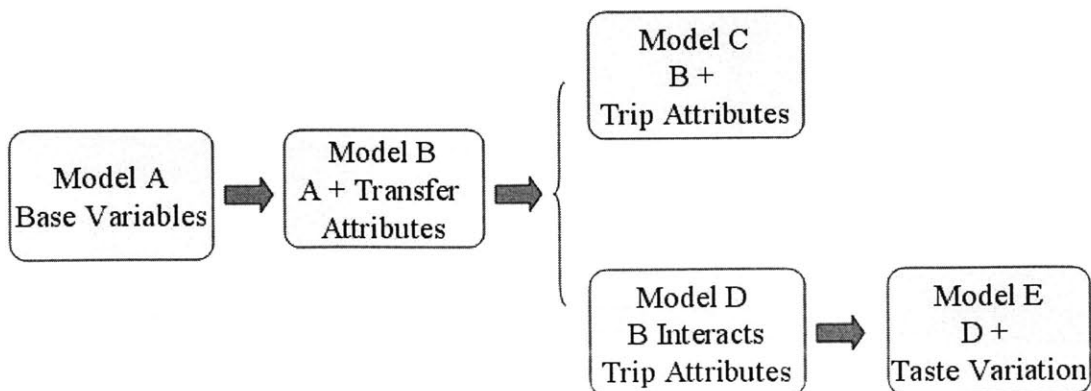 Model A
Base Variables
Model B
A + Transfer
Attributes
Model C
B +
Trip Attributes
Model D
B Interacts
Trip Attributes
Model E
D +
Taste Variation